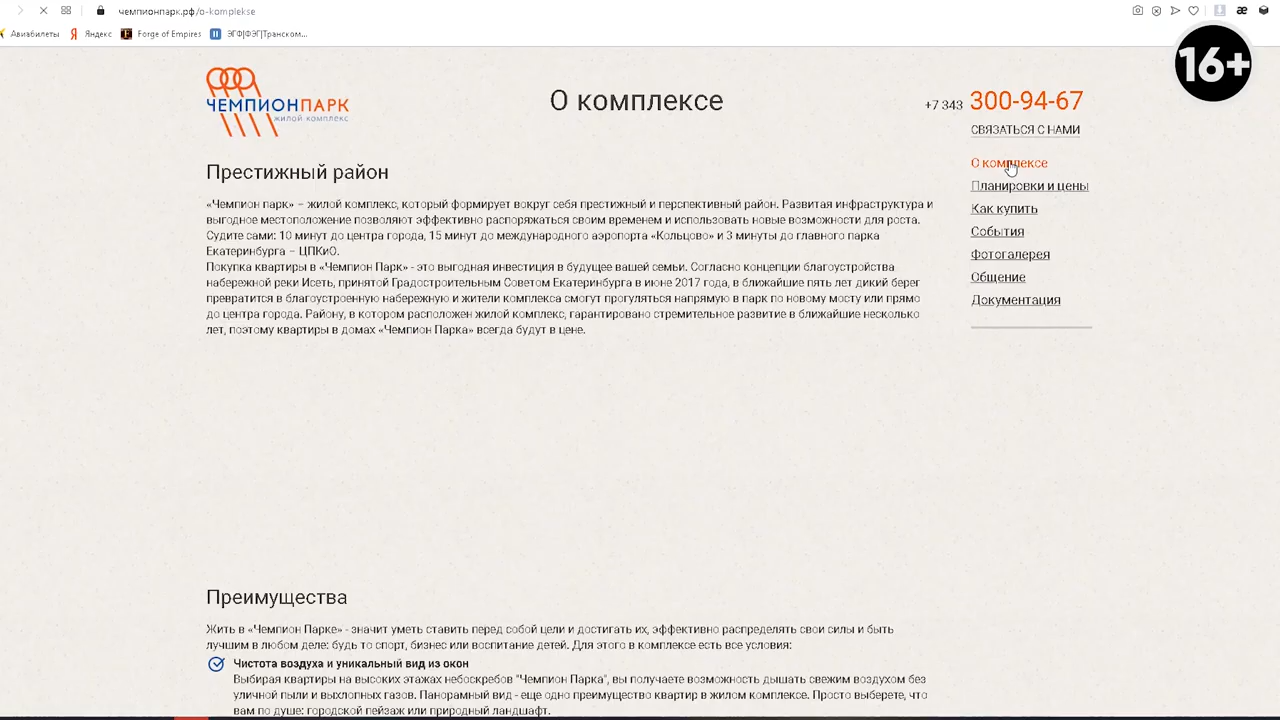 чемпионпарк.рф/o-komplekse
Авиабилеты
Яндекс
Forge of Empires
ЭГФ|ФЭГ|Транском...
16+
ЧЕМПИОНПАРК
ЖИЛОЙ КОМПЛЕКС
О комплексе
+7 343 300-94-67
СВЯЗАТЬСЯ С НАМИ
О комплексе
Планировки и цены
Как купить
События
Фотогалерея
Общение
Документация
Престижный район
«Чемпион парк» – жилой комплекс, который формирует вокруг себя престижный и перспективный район. Развитая инфраструктура и
выгодное местоположение позволяют эффективно распоряжаться своим временем и использовать новые возможности для роста.
Судите сами: 10 минут до центра города, 15 минут до международного аэропорта «Кольцово» и 3 минуты до главного парка
Екатеринбурга – ЦПКиО.
Покупка квартиры в «Чемпион Парк» - это выгодная инвестиция в будущее вашей семьи. Согласно концепции благоустройства
набережной реки Исеть, принятой Градостроительным Советом Екатеринбурга в июне 2017 года, в ближайшие пять лет дикий берег
превратится в благоустроенную набережную и жители комплекса смогут прогуляться напрямую в парк по новому мосту или прямо
до центра города. Району, в котором расположен жилой комплекс, гарантировано стремительное развитие в ближайшие несколько
лет, поэтому квартиры в домах «Чемпион Парка» всегда будут в цене.
Преимущества
Жить в «Чемпион Парке» - значит уметь ставить перед собой цели и достигать их, эффективно распределять свои силы и быть
лучшим в любом деле: будь то спорт, бизнес или воспитание детей. Для этого в комплексе есть все условия:
Чистота воздуха и уникальный вид из окон
Выбирая квартиры на высоких этажах небоскребов "Чемпион Парка", вы получаете возможность дышать свежим воздухом без
уличной пыли и выхлопных газов. Панорамный вид - еще одно преимущество квартир в жилом комплексе. Просто выберете, что
вам по душе: городской пейзаж или природный ландшафт.